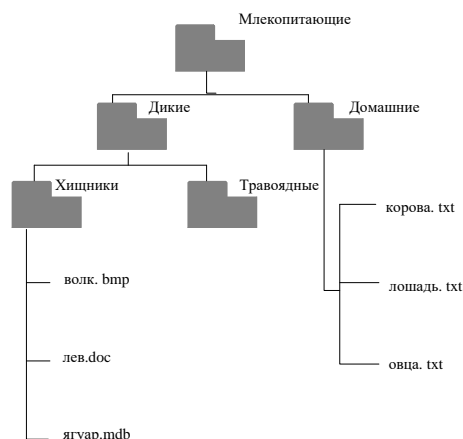 Млекопитающие
Дикие
Домашние
Хищники
Травоядные
корова. txt
волк. bmp
лошадь. txt
лев.doc
овца. txt
ягуар.mdb